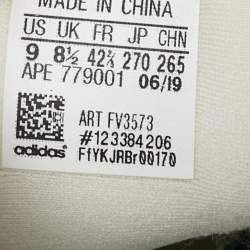 MADE IN CHINA
US UK FR JP CHN
9 8½ 42⅔ 270 265
APE 779001 06/19
ART FV3573
#123384206
adidas FfYKJRBr00170